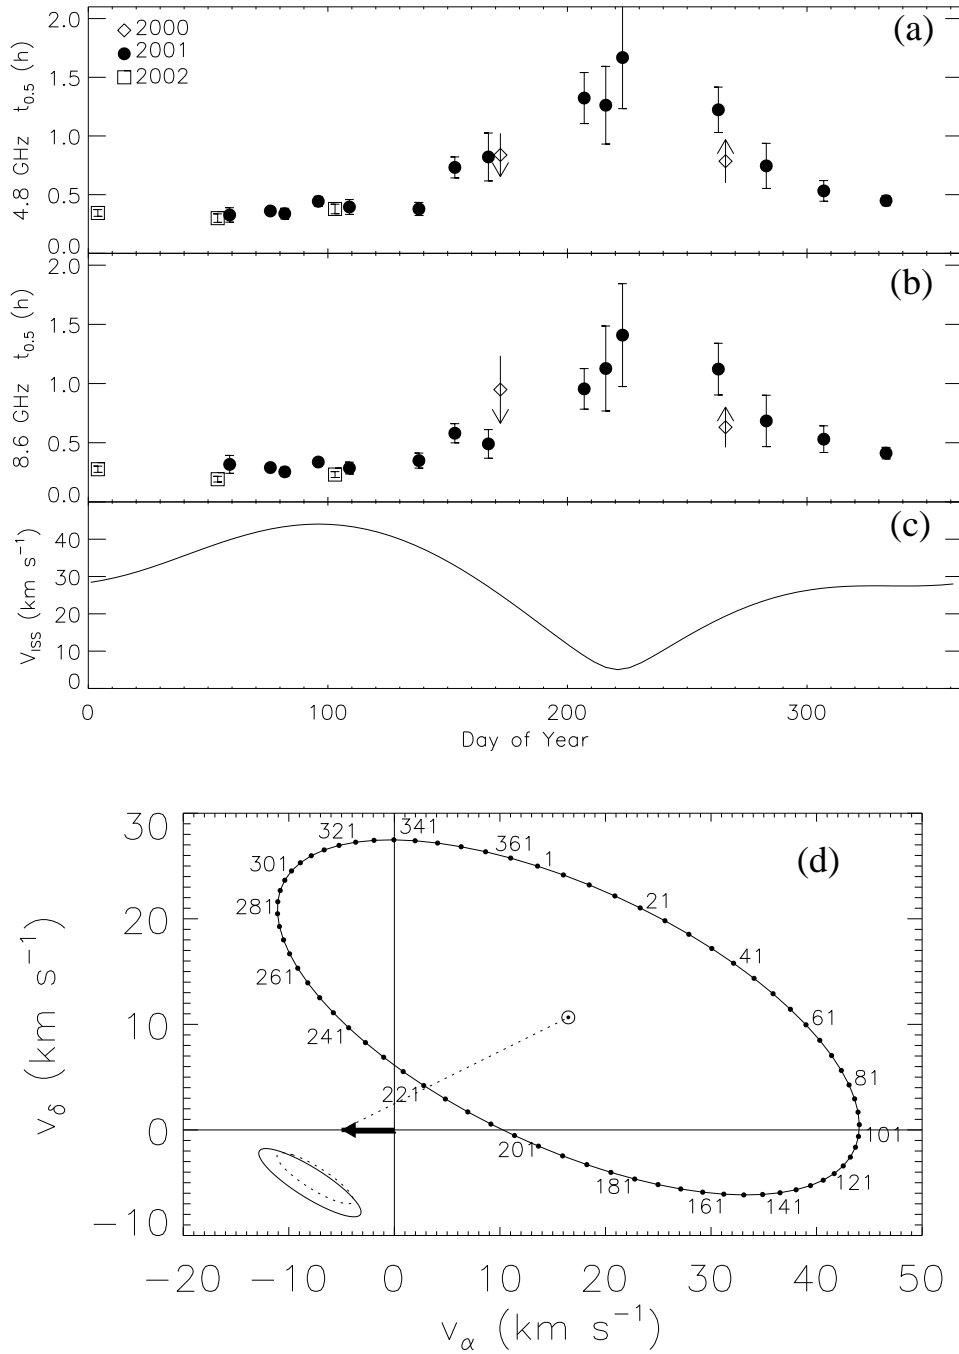 2.0
1.5
1.0
0.5
0.0
4.8 GHz t0.5 (h)
◇2000
●2001
□2002
(a)
2.0
1.5
1.0
0.5
0.0
8.6 GHz t0.5 (h)
(b)
40
30
20
10
0
VISS (km s−1)
(c)
0 100 200 300
Day of Year
30
20
10
0
−10
vδ (km s−1)
(d)
321 341 361 1
301
281
21
41
261
61
241
81
221
101
201
121
181
161 141
−20 −10 0 10 20 30 40 50
vα (km s−1)